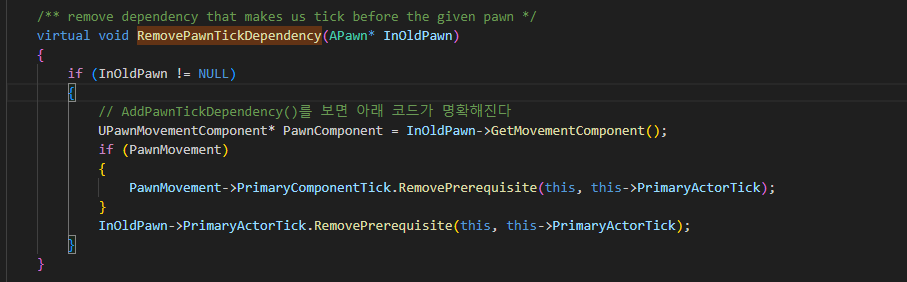 /** remove dependency that makes us tick before the given pawn */
virtual void RemovePawnTickDependency(APawn* InOldPawn)
{
if (InOldPawn != NULL)
{
// AddPawnTickDependency()를 보면 아래 코드가 명확해진다
UPawnMovementComponent* PawnComponent = InOldPawn->GetMovementComponent();
if (PawnMovement)
{
PawnMovement->PrimaryComponentTick.RemovePrerequisite(this, this->PrimaryActorTick);
}
InOldPawn->PrimaryActorTick.RemovePrerequisite(this, this->PrimaryActorTick);
}
}